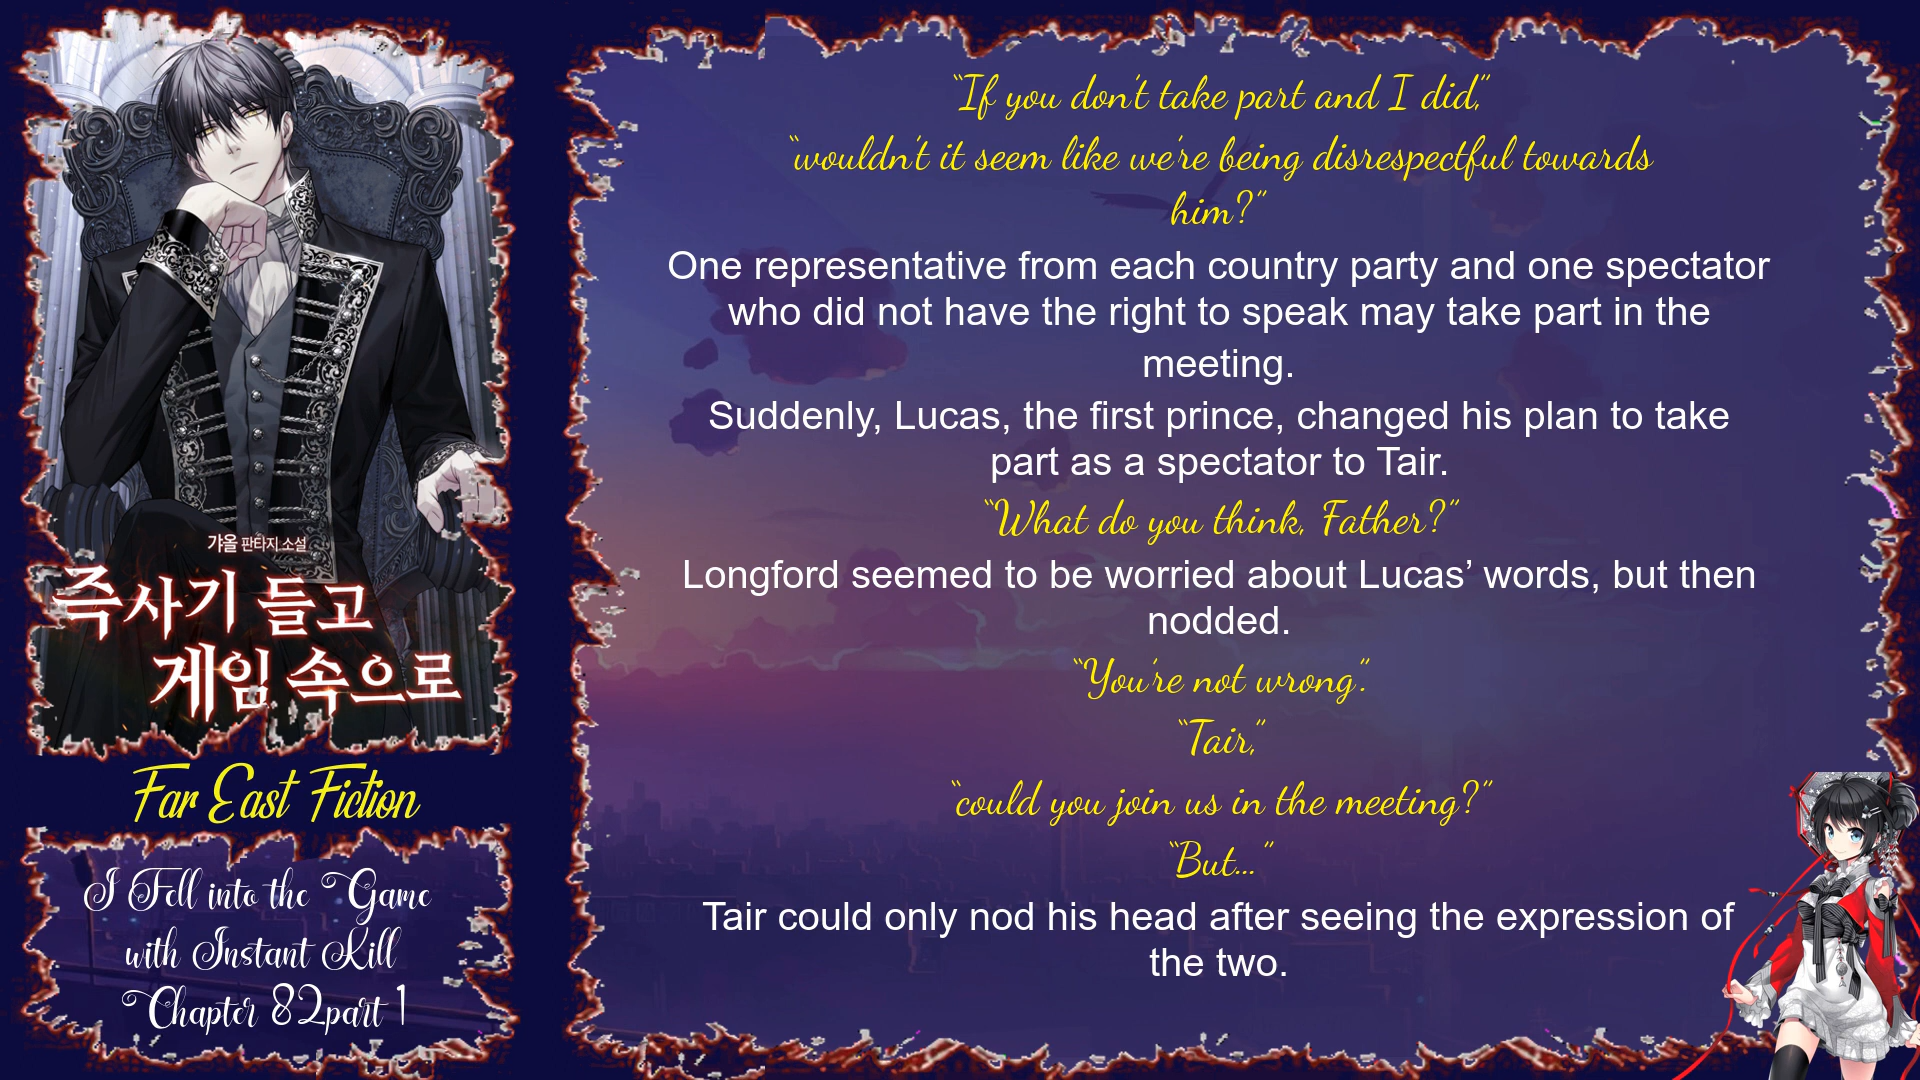 갸올 판타지 소설
즉사기 들고
게임 속으로
Far East Fiction
I Fell into the Game
with Instant Kill
Chapter 82part 1
“If you don’t take part and I did,”
“wouldn’t it seem like we’re being disrespectful towards
him?”
One representative from each country party and one spectator
who did not have the right to speak may take part in the
meeting.
Suddenly, Lucas, the first prince, changed his plan to take
part as a spectator to Tair.
“What do you think, Father?”
Longford seemed to be worried about Lucas’ words, but then
nodded.
“You’re not wrong.”
“Tair,”
“could you join us in the meeting?”
“But...”
Tair could only nod his head after seeing the expression of
the two.